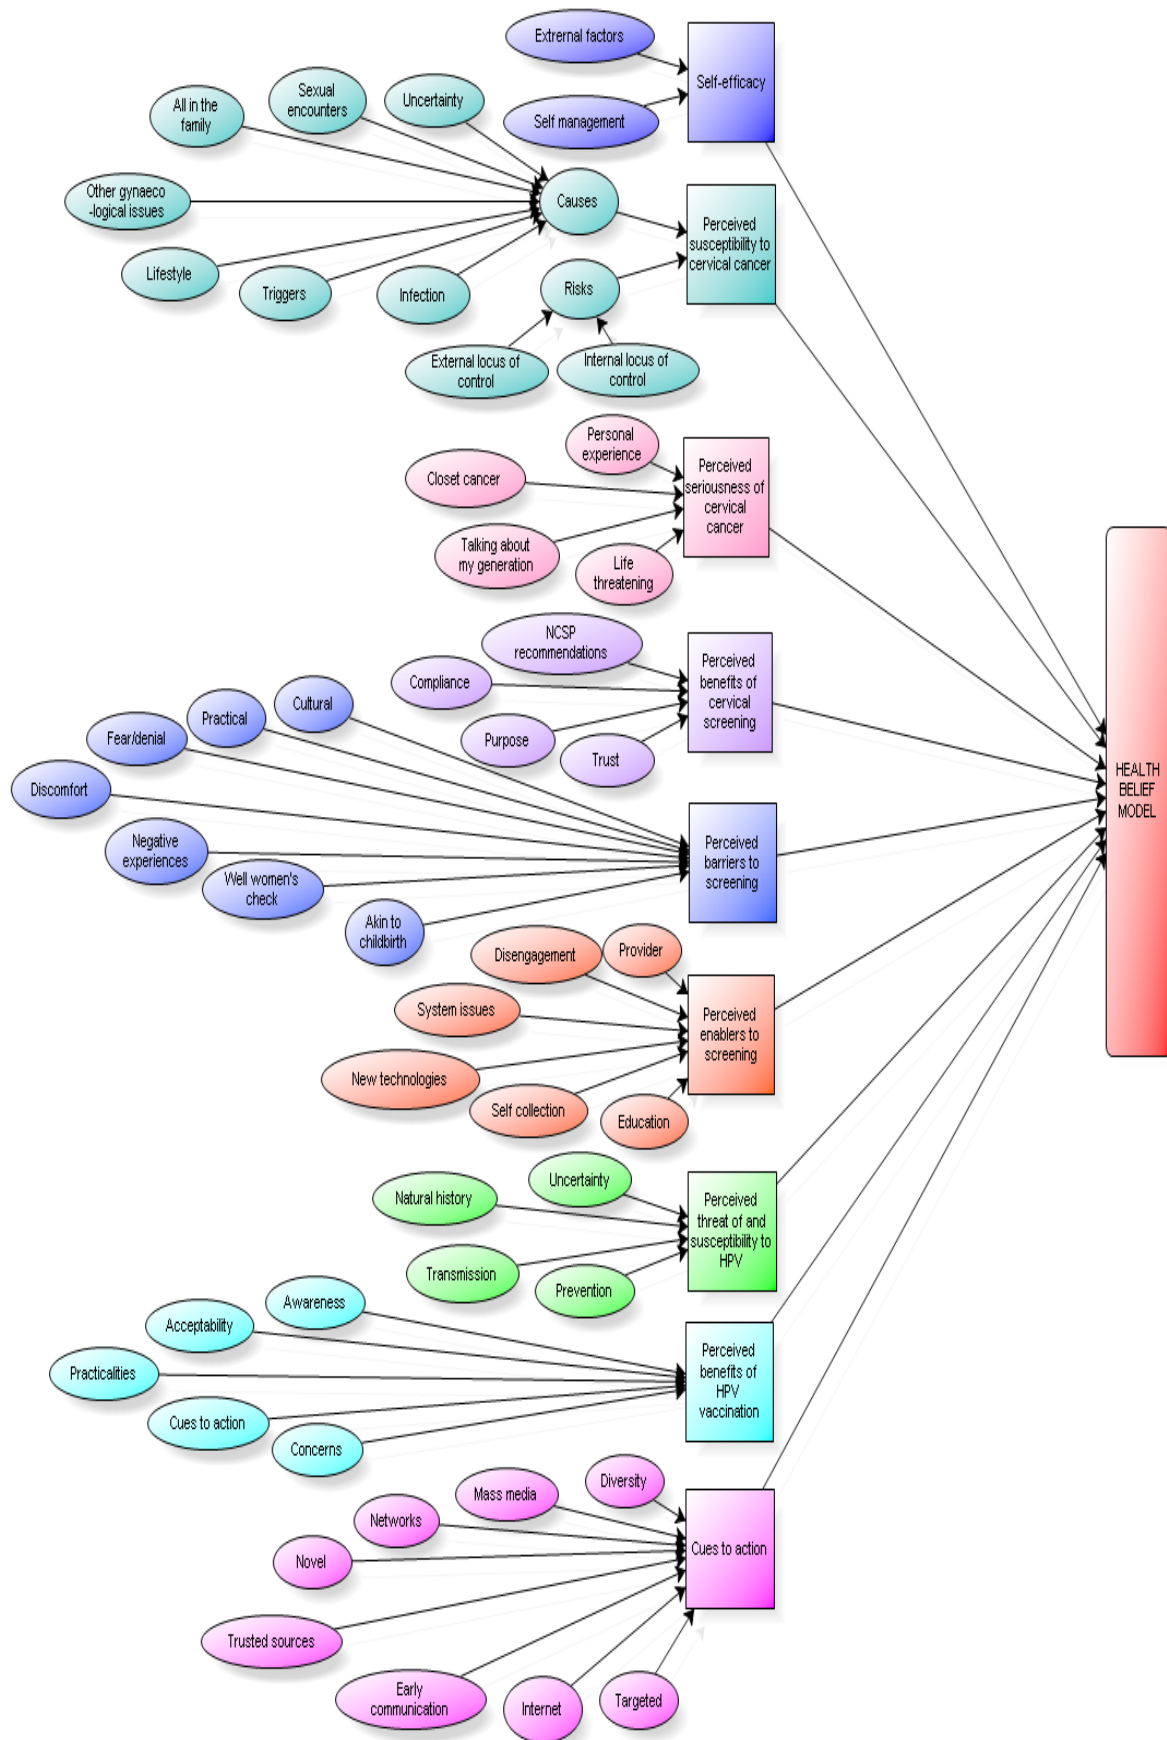 Extrernal factors
Self management
Self-efficacy
All in the
family
Sexual
encounters
Uncertainty
Other gynaeco
-logical issues
Lifestyle
Triggers
Infection
Causes
Risks
External locus of
control
Internal locus of
control
Perceived
susceptibility to
cervical cancer
Personal
experience
Closet cancer
Talking about
my generation
Life
threatening
Perceived
seriousness of
cervical
cancer
NCSP
recommendations
Compliance
Purpose
Trust
Perceived
benefits of
cervical
screening
Cultural
Practical
Fear/denial
Discomfort
Negative
experiences
Well women's
check
Akin to
childbirth
Perceived
barriers to
screening
Provider
Disengagement
System issues
New technologies
Self collection
Education
Perceived
enablers to
screening
Uncertainty
Natural history
Transmission
Prevention
Perceived
threat of and
susceptibility to
HPV
Awareness
Acceptability
Practicalities
Cues to action
Concerns
Perceived
benefits of
HPV
vaccination
Diversity
Mass media
Networks
Novel
Trusted sources
Early
communication
Internet
Targeted
Cues to action
HEALTH
BELIEF
MODEL